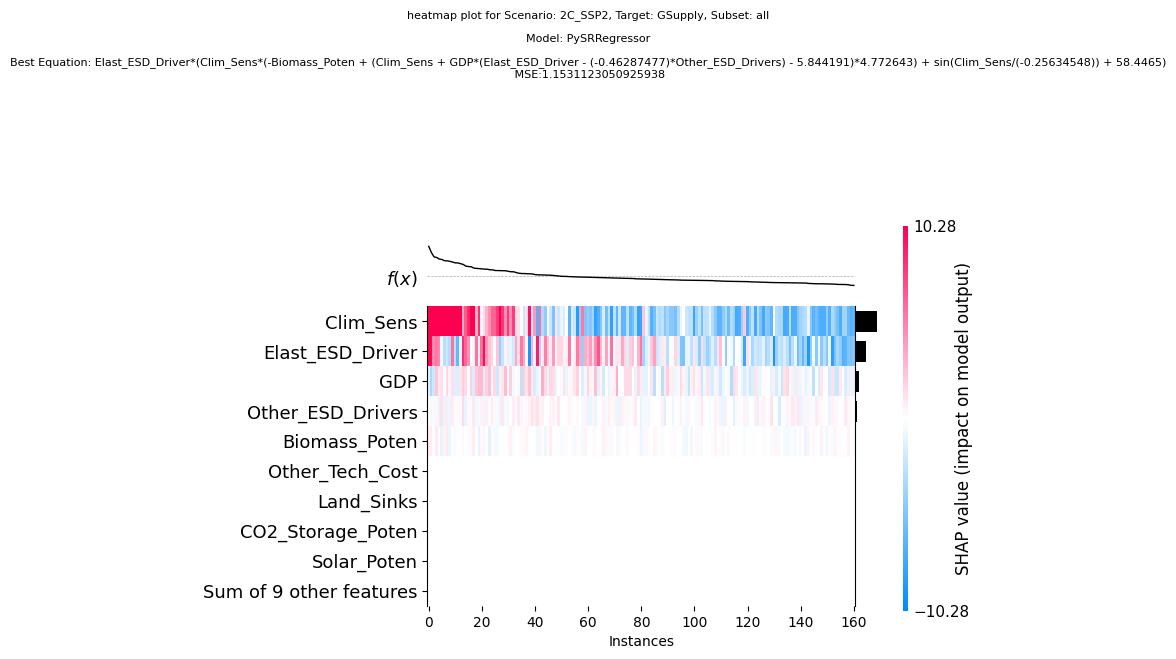 heatmap plot for Scenario: 2C_SSP2, Target: GSupply, Subset: all
Model: PySRRegressor
Best Equation: Elast_ESD_Driver*(Clim_Sens*(-Biomass_Poten + (Clim_Sens + GDP*(Elast_ESD_Driver - (-0.46287477)*Other_ESD_Drivers) - 5.844191)*4.772643) + sin(Clim_Sens/(-0.25634548)) + 58.4465)
MSE:1.1531123050925938
10.28
f(x)
Clim_Sens
Elast_ESD_Driver
GDP
Other_ESD_Drivers
Biomass_Poten
Other_Tech_Cost
Land_Sinks
CO2_Storage_Poten
Solar_Poten
Sum of 9 other features
SHAP value (impact on model output)
−10.28
0 20 40 60 80 100 120 140 160
Instances